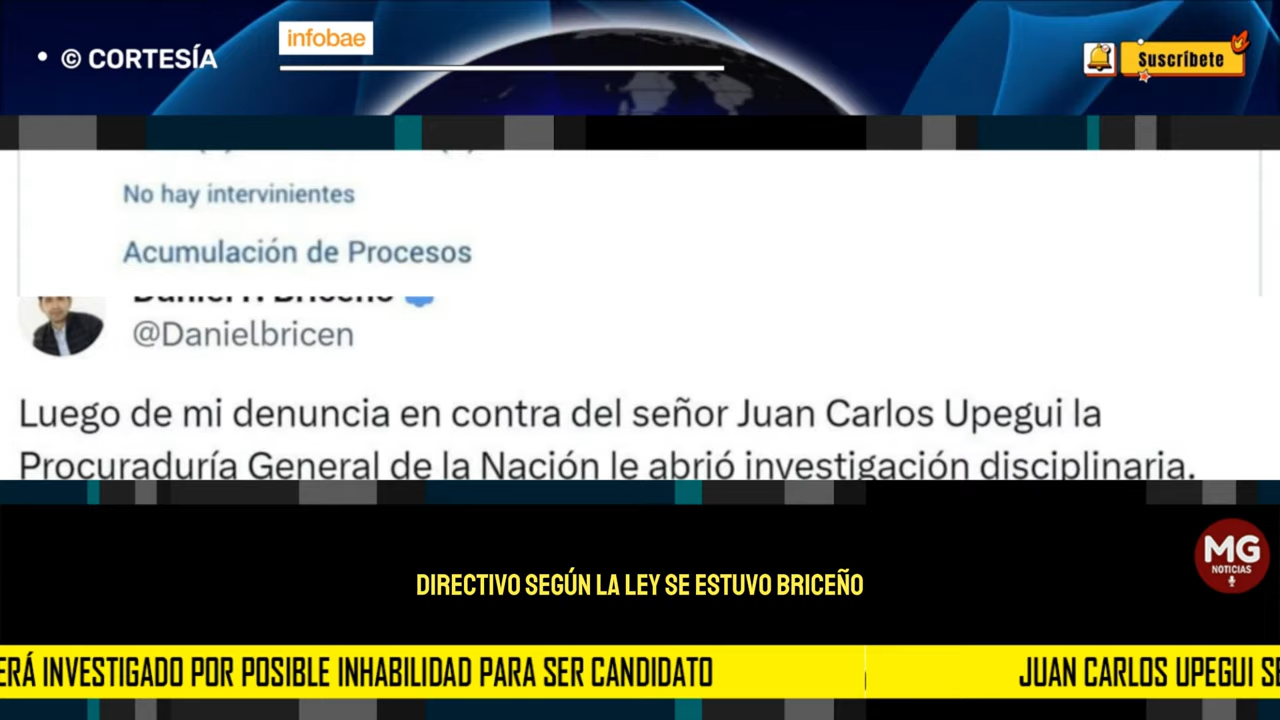 • © CORTESÍA
infobae
Suscríbete
No hay intervinientes
Acumulación de Procesos
@Danielbricen
Luego de mi denuncia en contra del señor Juan Carlos Upegui la
Procuraduría General de la Nación le abrió investigación disciplinaria.
MG
NOTICIAS
DIRECTIVO SEGÚN LA LEY SE ESTUVO BRICEÑO
ERÁ INVESTIGADO POR POSIBLE INHABILIDAD PARA SER CANDIDATO
JUAN CARLOS UPEGUI SE